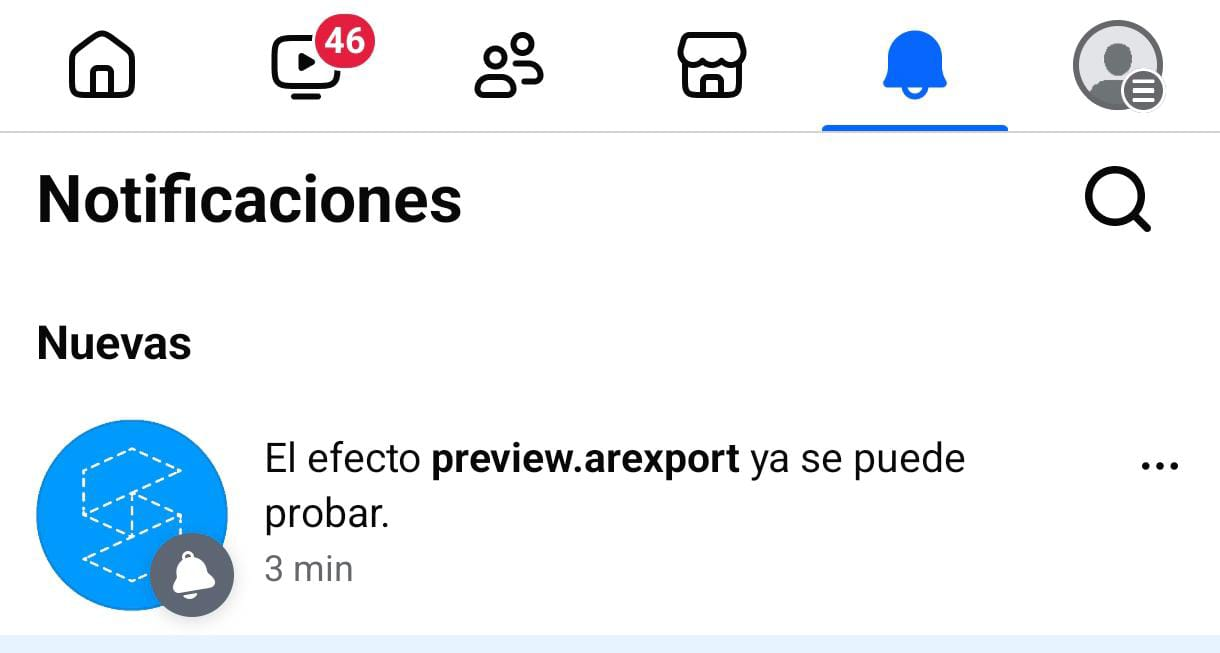 46
Notificaciones
Nuevas
El efecto preview.arexport ya se puede
probar.
3 min